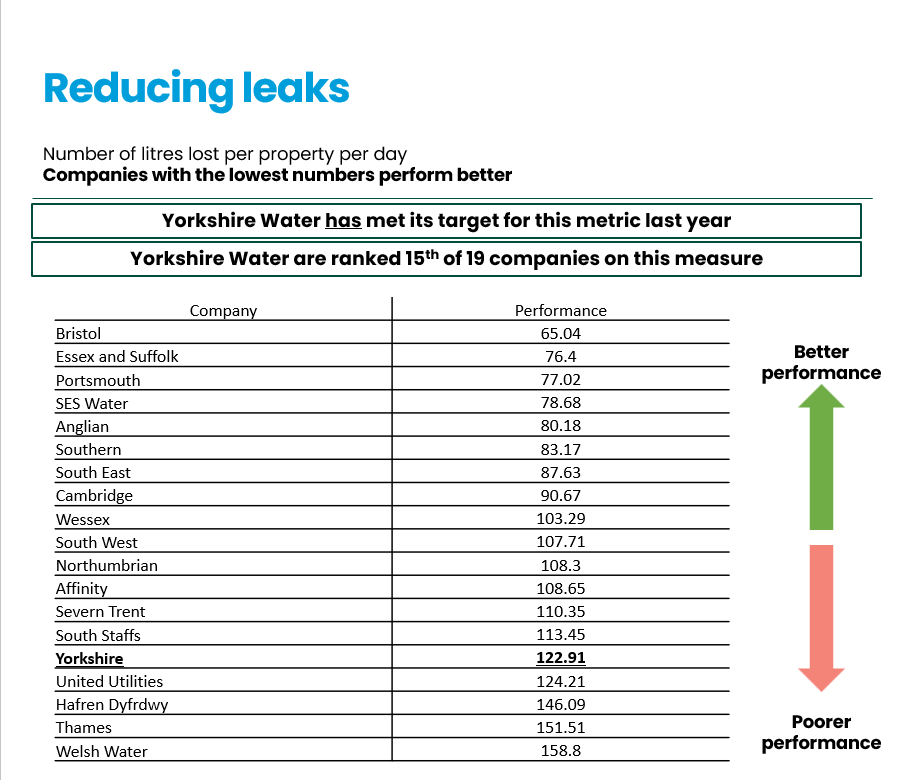 Reducing leaks
Number of litres lost per property per day
Companies with the lowest numbers perform better
Yorkshire Water has met its target for this metric last year
Yorkshire Water are ranked 15th of 19 companies on this measure
Company Performance
Bristol 65.04
Essex and Suffolk 76.4
Portsmouth 77.02
SES Water 78.68
Anglian 80.18
Southern 83.17
South East 87.63
Cambridge 90.67
Wessex 103.29
South West 107.71
Northumbrian 108.3
Affinity 108.65
Severn Trent 110.35
South Staffs 113.45
Yorkshire 122.91
United Utilities 124.21
Hafren Dyfrdwy 146.09
Thames 151.51
Welsh Water 158.8
Better
performance
Poorer
performance